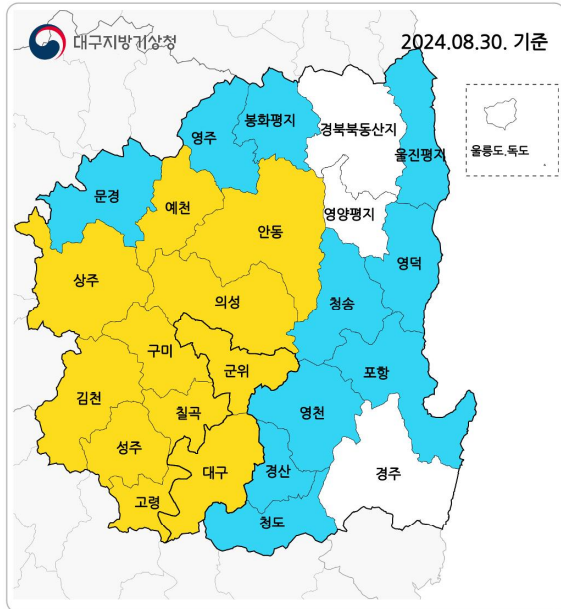 대구지방기상청
2024.08.30. 기준
봉화평지
영주
경북북동산지
울진평지
울릉도.독도
문경
예천
영양평지
안동
영덕
상주
청송
의성
구미
군위
포항
김천
칠곡
영천
성주
대구
경산
경주
고령
청도